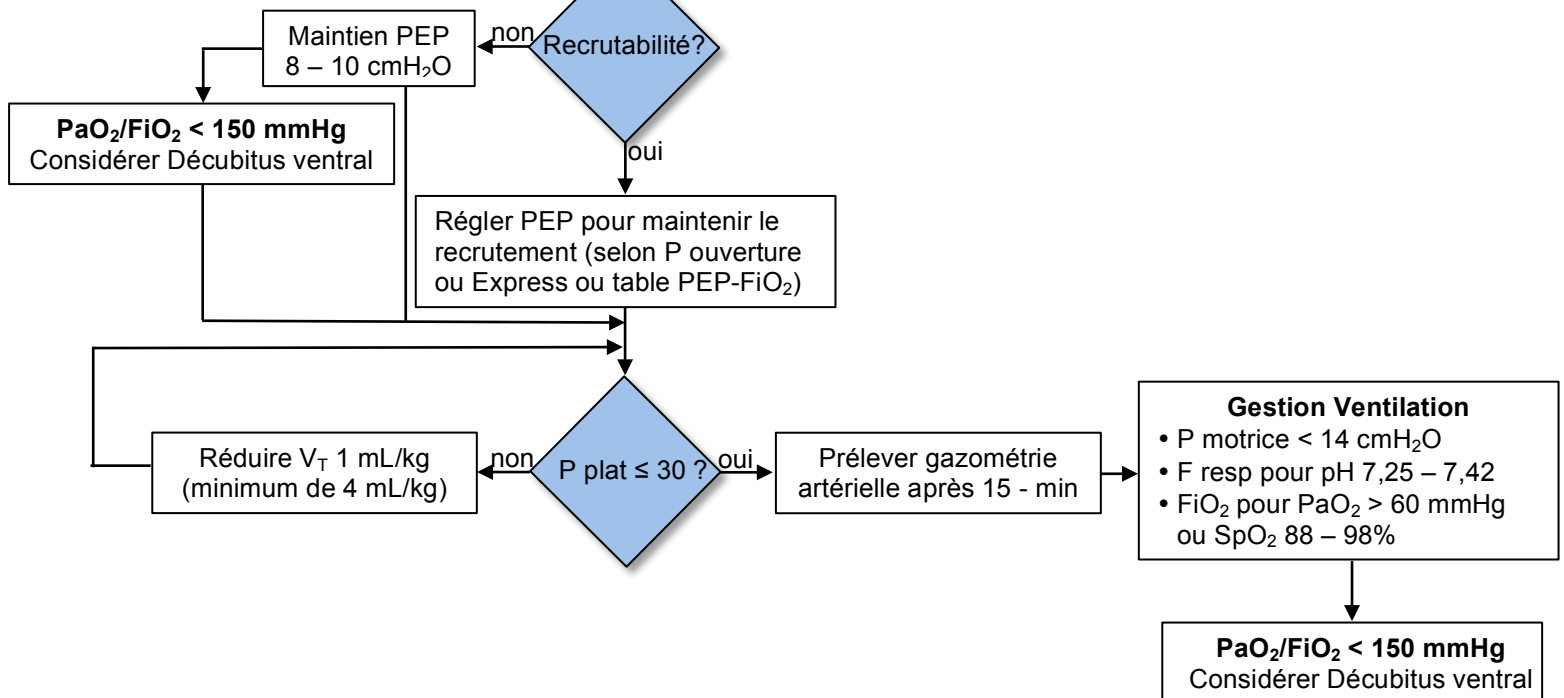 Recrutabilité?
non
Maintien PEP
8 – 10 cmH₂O
PaO₂/FiO₂ < 150 mmHg
Considérer Décubitus ventral
oui
Régler PEP pour maintenir le
recrutement (selon P ouverture
ou Express ou table PEP-FiO₂)
P plat ≤ 30 ?
non
Réduire V_T 1 mL/kg
(minimum de 4 mL/kg)
oui
Prélever gazométrie
artérielle après 15 - min
Gestion Ventilation
• P motrice < 14 cmH₂O
• F resp pour pH 7,25 – 7,42
• FiO₂ pour PaO₂ > 60 mmHg
ou SpO₂ 88 – 98%
PaO₂/FiO₂ < 150 mmHg
Considérer Décubitus ventral